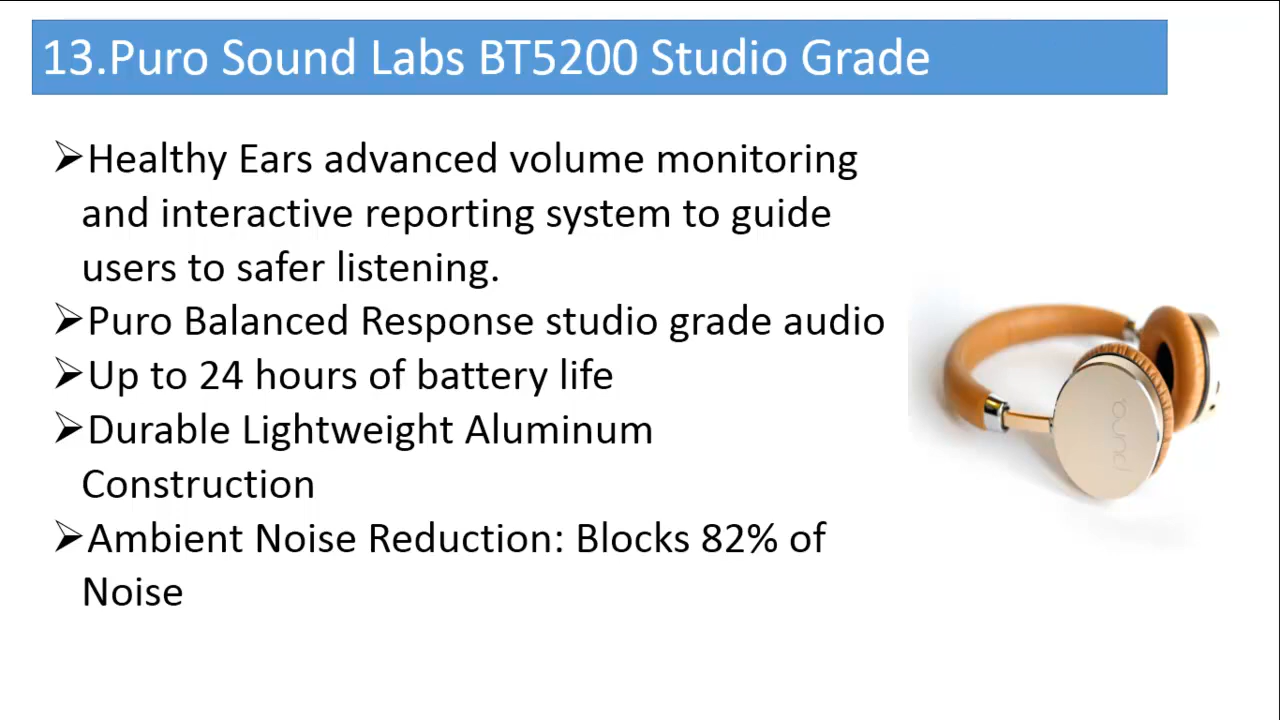 13.Puro Sound Labs BT5200 Studio Grade
➢Healthy Ears advanced volume monitoring
and interactive reporting system to guide
users to safer listening.
➢Puro Balanced Response studio grade audio
➢Up to 24 hours of battery life
➢Durable Lightweight Aluminum
Construction
➢Ambient Noise Reduction: Blocks 82% of
Noise
puro